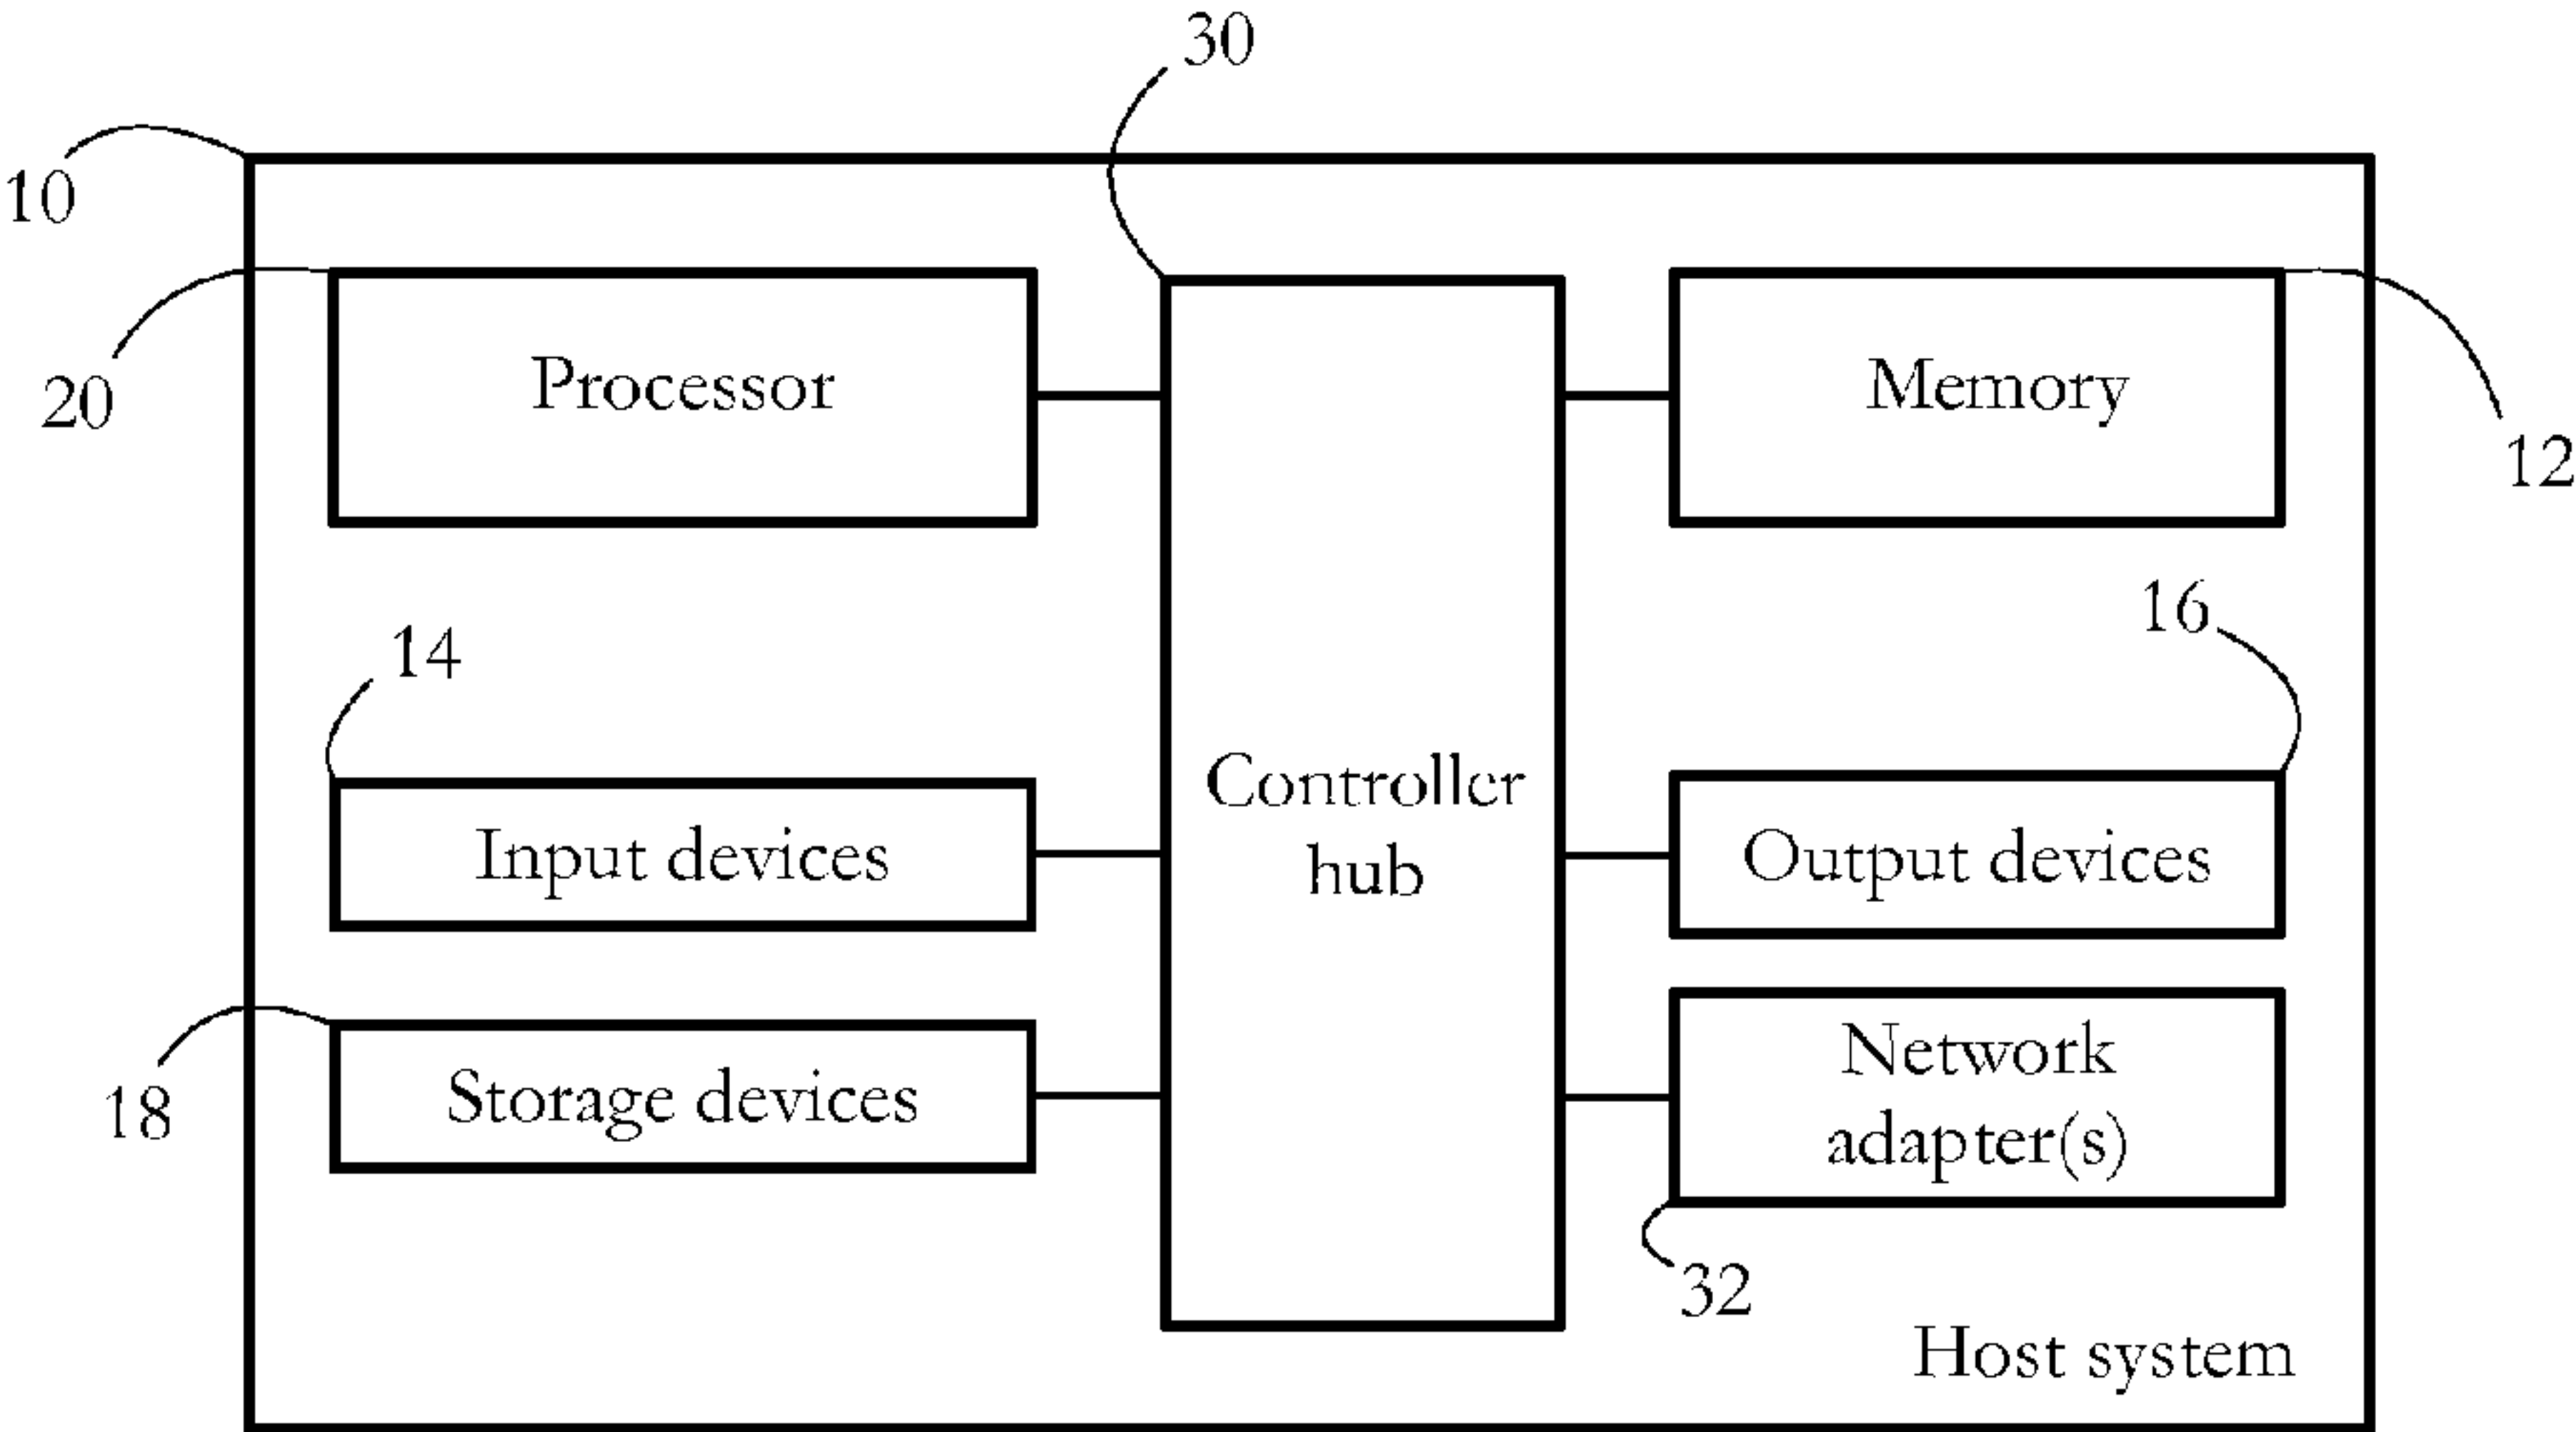 30
10
20
Processor
Memory
12
14
16
Controller
hub
Input devices
Output devices
18
Storage devices
Network
adapter(s)
32
Host system